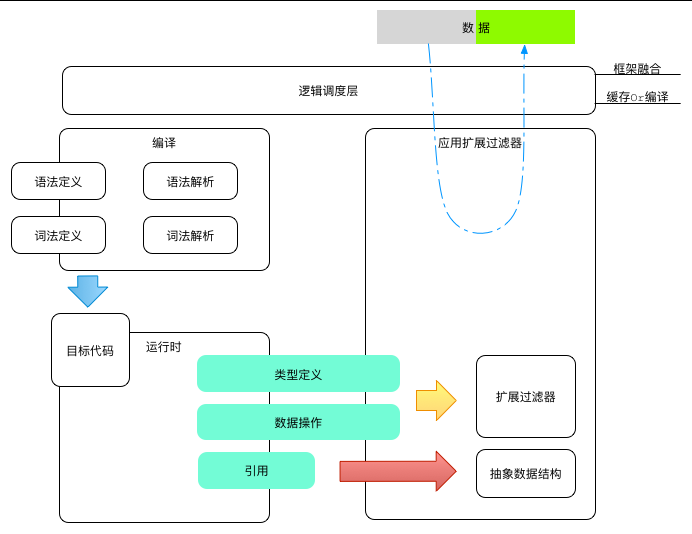 数 据
框架融合
逻辑调度层
缓存Or编译
编译
应用扩展过滤器
语法定义
语法解析
词法定义
词法解析
目标代码
运行时
类型定义
扩展过滤器
数据操作
引用
抽象数据结构